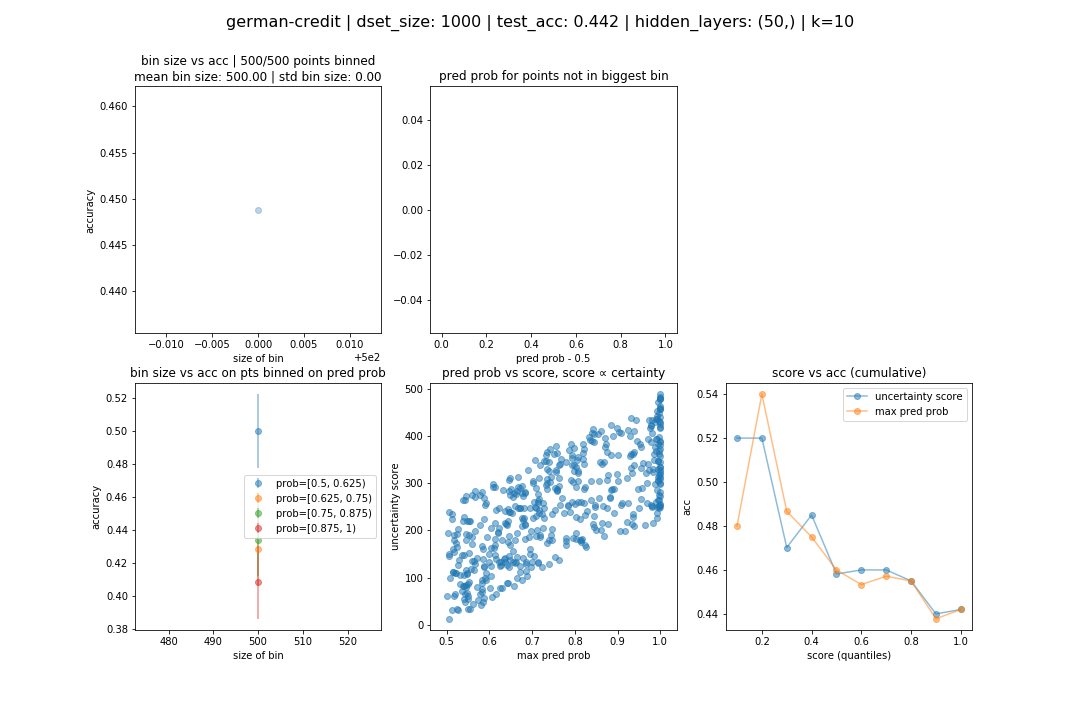 german-credit | dset_size: 1000 | test_acc: 0.442 | hidden_layers: (50,) | k=10
bin size vs acc | 500/500 points binned
mean bin size: 500.00 | std bin size: 0.00
accuracy
0.460
0.455
0.450
0.445
0.440
−0.010 −0.005 0.000 0.005 0.010
+5e2
size of bin
pred prob for points not in biggest bin
0.04
0.02
0.00
−0.02
−0.04
0.0 0.2 0.4 0.6 0.8 1.0
pred prob - 0.5
bin size vs acc on pts binned on pred prob
accuracy
0.52
0.50
0.48
0.46
0.44
0.42
0.40
0.38
prob=[0.5, 0.625)
prob=[0.625, 0.75)
prob=[0.75, 0.875)
prob=[0.875, 1)
480 490 500 510 520
size of bin
pred prob vs score, score ∝ certainty
uncertainty score
500
400
300
200
100
0
0.5 0.6 0.7 0.8 0.9 1.0
max pred prob
score vs acc (cumulative)
acc
0.54
0.52
0.50
0.48
0.46
0.44
uncertainty score
max pred prob
0.2 0.4 0.6 0.8 1.0
score (quantiles)